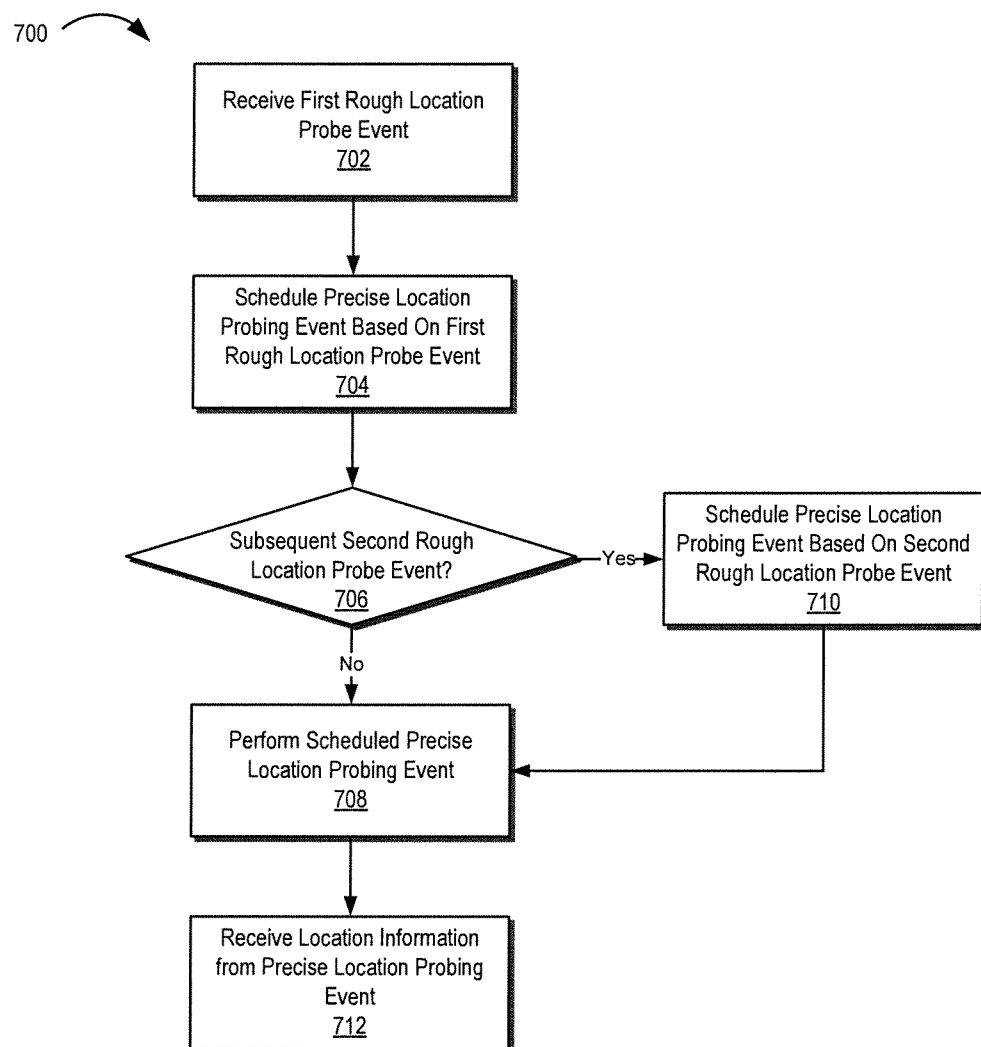 700
Receive First Rough Location
Probe Event
702
Schedule Precise Location
Probing Event Based On First
Rough Location Probe Event
704
Subsequent Second Rough
Location Probe Event?
706
Yes
Schedule Precise Location
Probing Event Based On Second
Rough Location Probe Event
710
No
Perform Scheduled Precise
Location Probing Event
708
Receive Location Information
from Precise Location Probing
Event
712